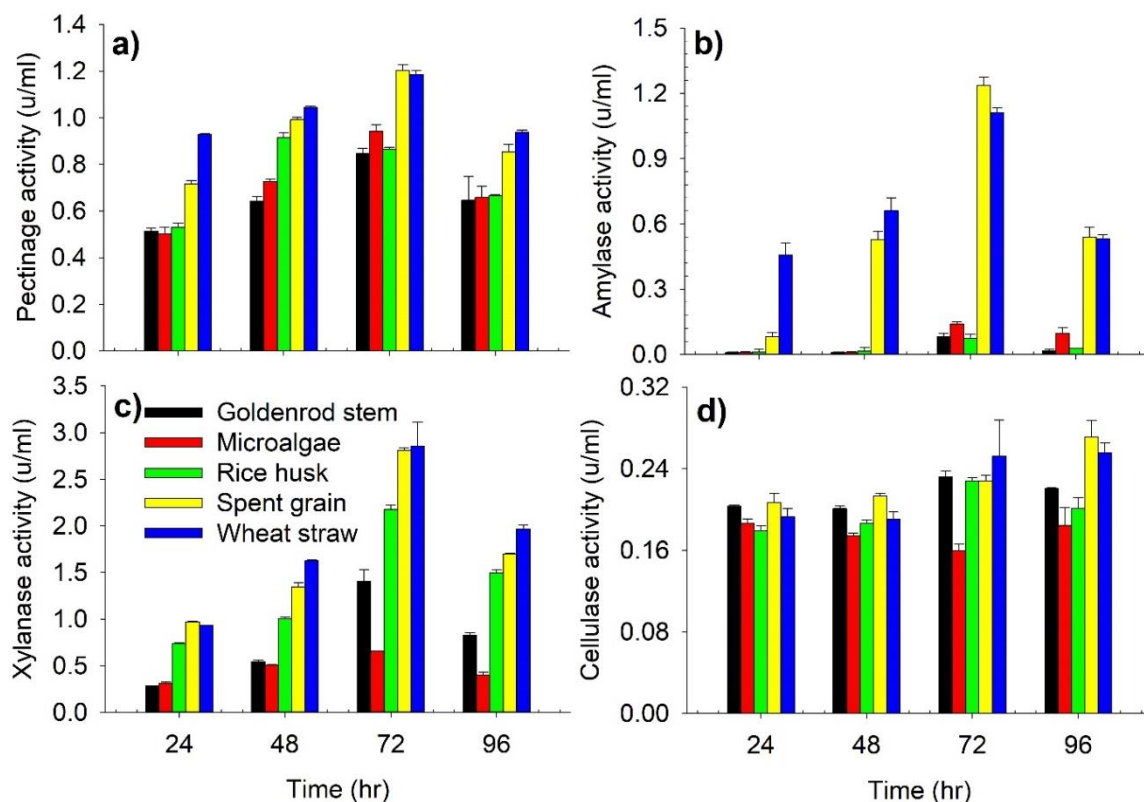 a)
Pectinage activity (u/ml)
1.4
1.2
1.0
0.8
0.6
0.4
0.2
0.0
b)
Amylase activity (u/ml)
1.5
1.2
0.9
0.6
0.3
0.0
c)
Xylanase activity (u/ml)
3.5
3.0
2.5
2.0
1.5
1.0
0.5
0.0
Goldenrod stem
Microalgae
Rice husk
Spent grain
Wheat straw
24 48 72 96
Time (hr)
d)
Cellulase activity (u/ml)
0.24
0.16
0.08
0.00
24 48 72 96
Time (hr)